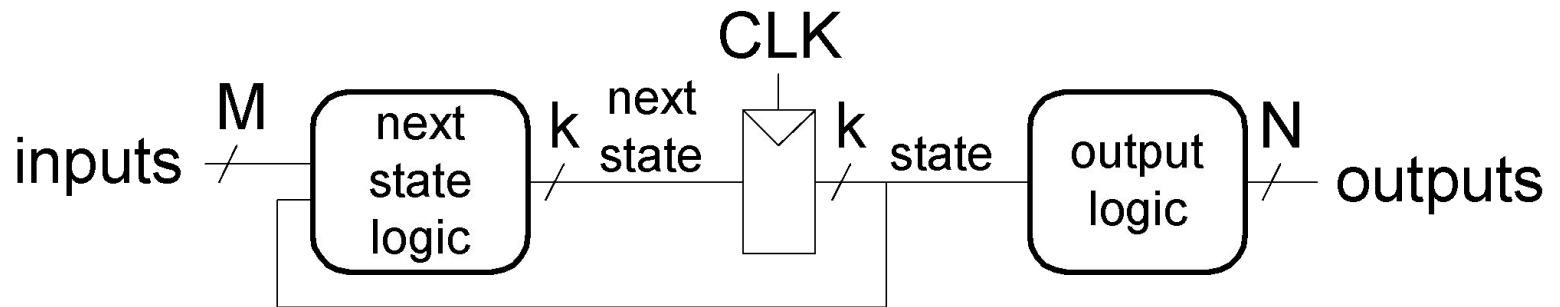 inputs
M
next
state
logic
k
next
state
CLK
k
state
output
logic
N
outputs